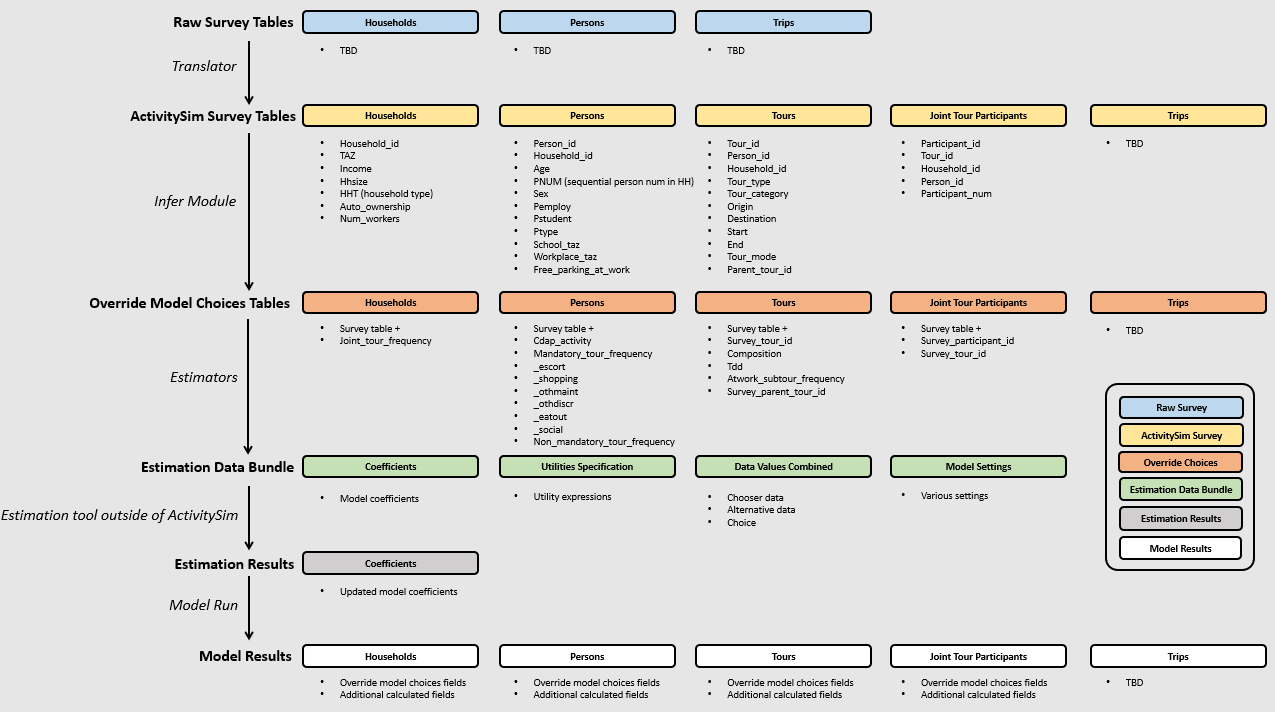 Raw Survey Tables
Households
Persons
Trips
• TBD
• TBD
• TBD
Translator
ActivitySim Survey Tables
Households
Persons
Tours
Joint Tour Participants
Trips
• Household_id
• TAZ
• Income
• Hhsize
• HHT (household type)
• Auto_ownership
• Num_workers
• Person_id
• Household_id
• Age
• PNUM (sequential person num in HH)
• Sex
• Pemploy
• Pstudent
• Ptype
• School_taz
• Workplace_taz
• Free_parking_at_work
• Tour_id
• Person_id
• Household_id
• Tour_type
• Tour_category
• Origin
• Destination
• Start
• End
• Tour_mode
• Parent_tour_id
• Participant_id
• Tour_id
• Household_id
• Person_id
• Participant_num
• TBD
Infer Module
Override Model Choices Tables
Households
Persons
Tours
Joint Tour Participants
Trips
• Survey table +
• Joint_tour_frequency
• Survey table +
• Cdap_activity
• Mandatory_tour_frequency
• _escort
• _shopping
• _othmaint
• _othdiscr
• _eatout
• _social
• Non_mandatory_tour_frequency
• Survey table +
• Survey_tour_id
• Composition
• Tdd
• Atwork_subtour_frequency
• Survey_parent_tour_id
• Survey table +
• Survey_participant_id
• Survey_tour_id
• TBD
Estimators
Raw Survey
ActivitySim Survey
Override Choices
Estimation Data Bundle
Estimation Results
Model Results
Estimation Data Bundle
Coefficients
Utilities Specification
Data Values Combined
Model Settings
• Model coefficients
• Utility expressions
• Chooser data
• Alternative data
• Choice
• Various settings
Estimation tool outside of ActivitySim
Estimation Results
Coefficients
• Updated model coefficients
Model Run
Model Results
Households
Persons
Tours
Joint Tour Participants
Trips
• Override model choices fields
• Additional calculated fields
• Override model choices fields
• Additional calculated fields
• Override model choices fields
• Additional calculated fields
• Override model choices fields
• Additional calculated fields
• TBD